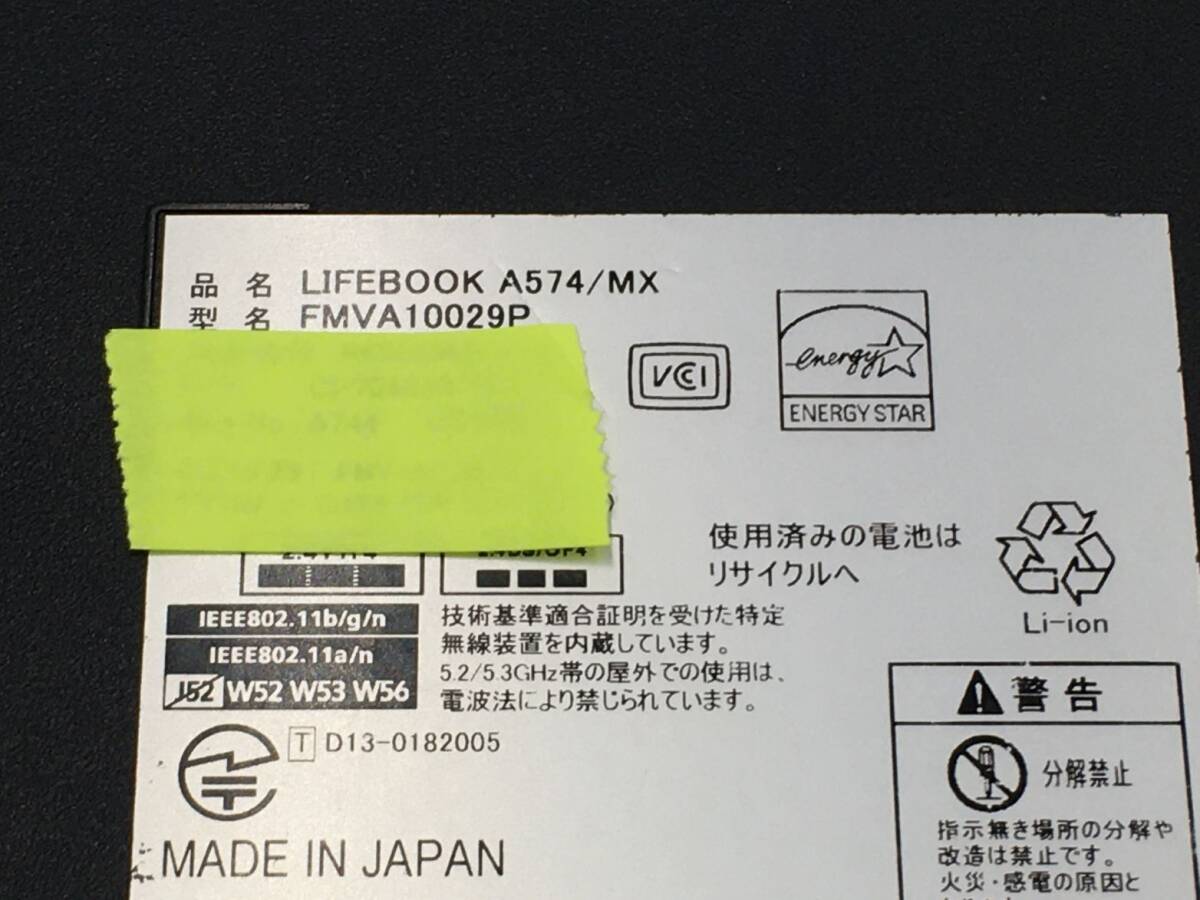 品名 LIFEBOOK A574/MX
型名 FMVA10029P
VCCI
energy
ENERGY STAR
使用済みの電池は
リサイクルへ
Li-ion
IEEE802.11b/g/n
IEEE802.11a/n
J52 W52 W53 W56
技術基準適合証明を受けた特定
無線装置を内蔵しています。
5.2/5.3GHz帯の屋外での使用は、
電波法により禁じられています。
T D13-0182005
MADE IN JAPAN
警告
分解禁止
指示無き場所の分解や
改造は禁止です。
火災・感電の原因と